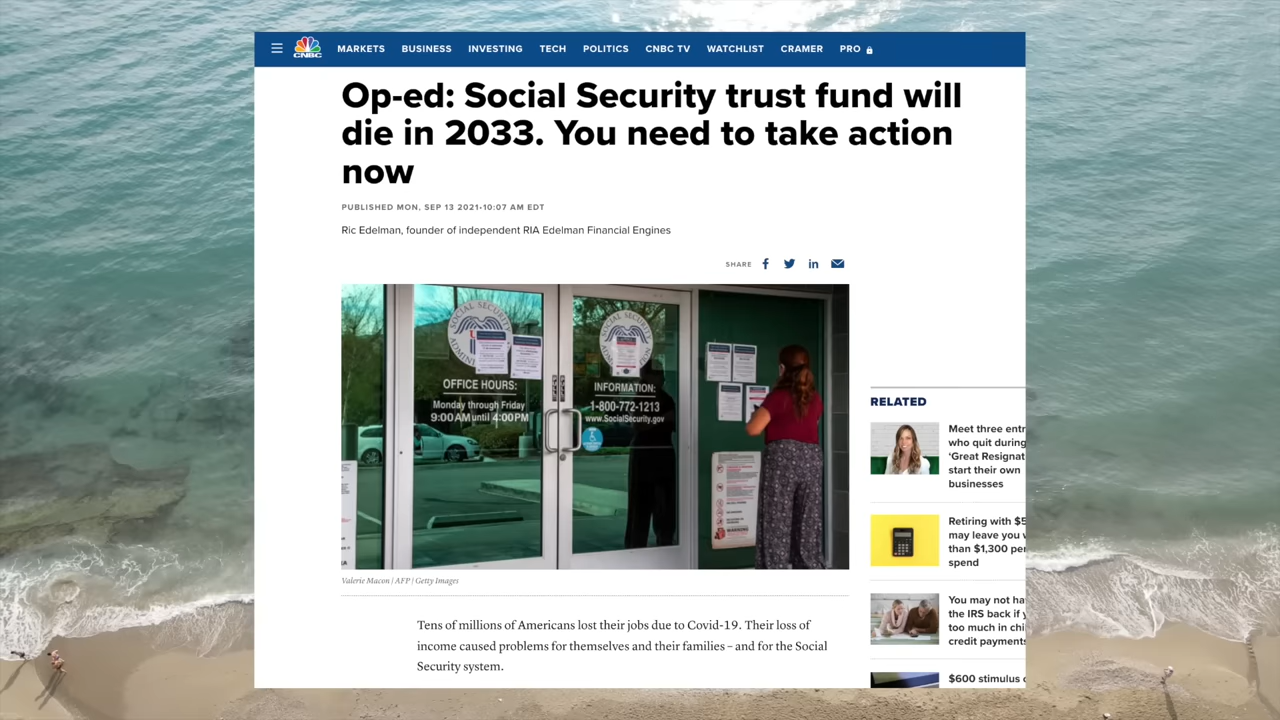 CNBC
MARKETS BUSINESS INVESTING TECH POLITICS CNBC TV WATCHLIST CRAMER PRO
Op-ed: Social Security trust fund will
die in 2033. You need to take action
now
PUBLISHED MON, SEP 13 2021•10:07 AM EDT
Ric Edelman, founder of independent RIA Edelman Financial Engines
SHARE
SOCIAL SECURITY
OFFICE HOURS:
Monday through Friday
9:00 AM until 4:00 PM
SOCIAL SECURITY
INFORMATION:
1-800-772-1213
www.SocialSecurity.gov
WARNING
Valerie Macon | AFP | Getty Images
Tens of millions of Americans lost their jobs due to Covid-19. Their loss of
income caused problems for themselves and their families – and for the Social
Security system.
RELATED
Meet three entr
who quit during
‘Great Resignat
start their own
businesses
Retiring with $5
may leave you w
than $1,300 per
spend
You may not ha
the IRS back if y
too much in chi
credit payments
$600 stimulus c